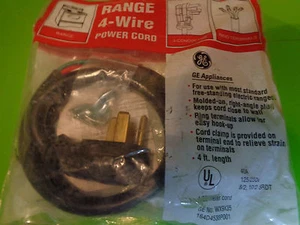 RANGE
4-Wire
POWER CORD
GE Appliances
• For use with most standard
free-standing electric ranges
• Molded-on, right-angle plug
keeps cord close to wall
• Ring terminals allow for
easy hook-up
• Cord clamp is provided on
terminal end to relieve strain
on terminals
• 4 ft. length
UL